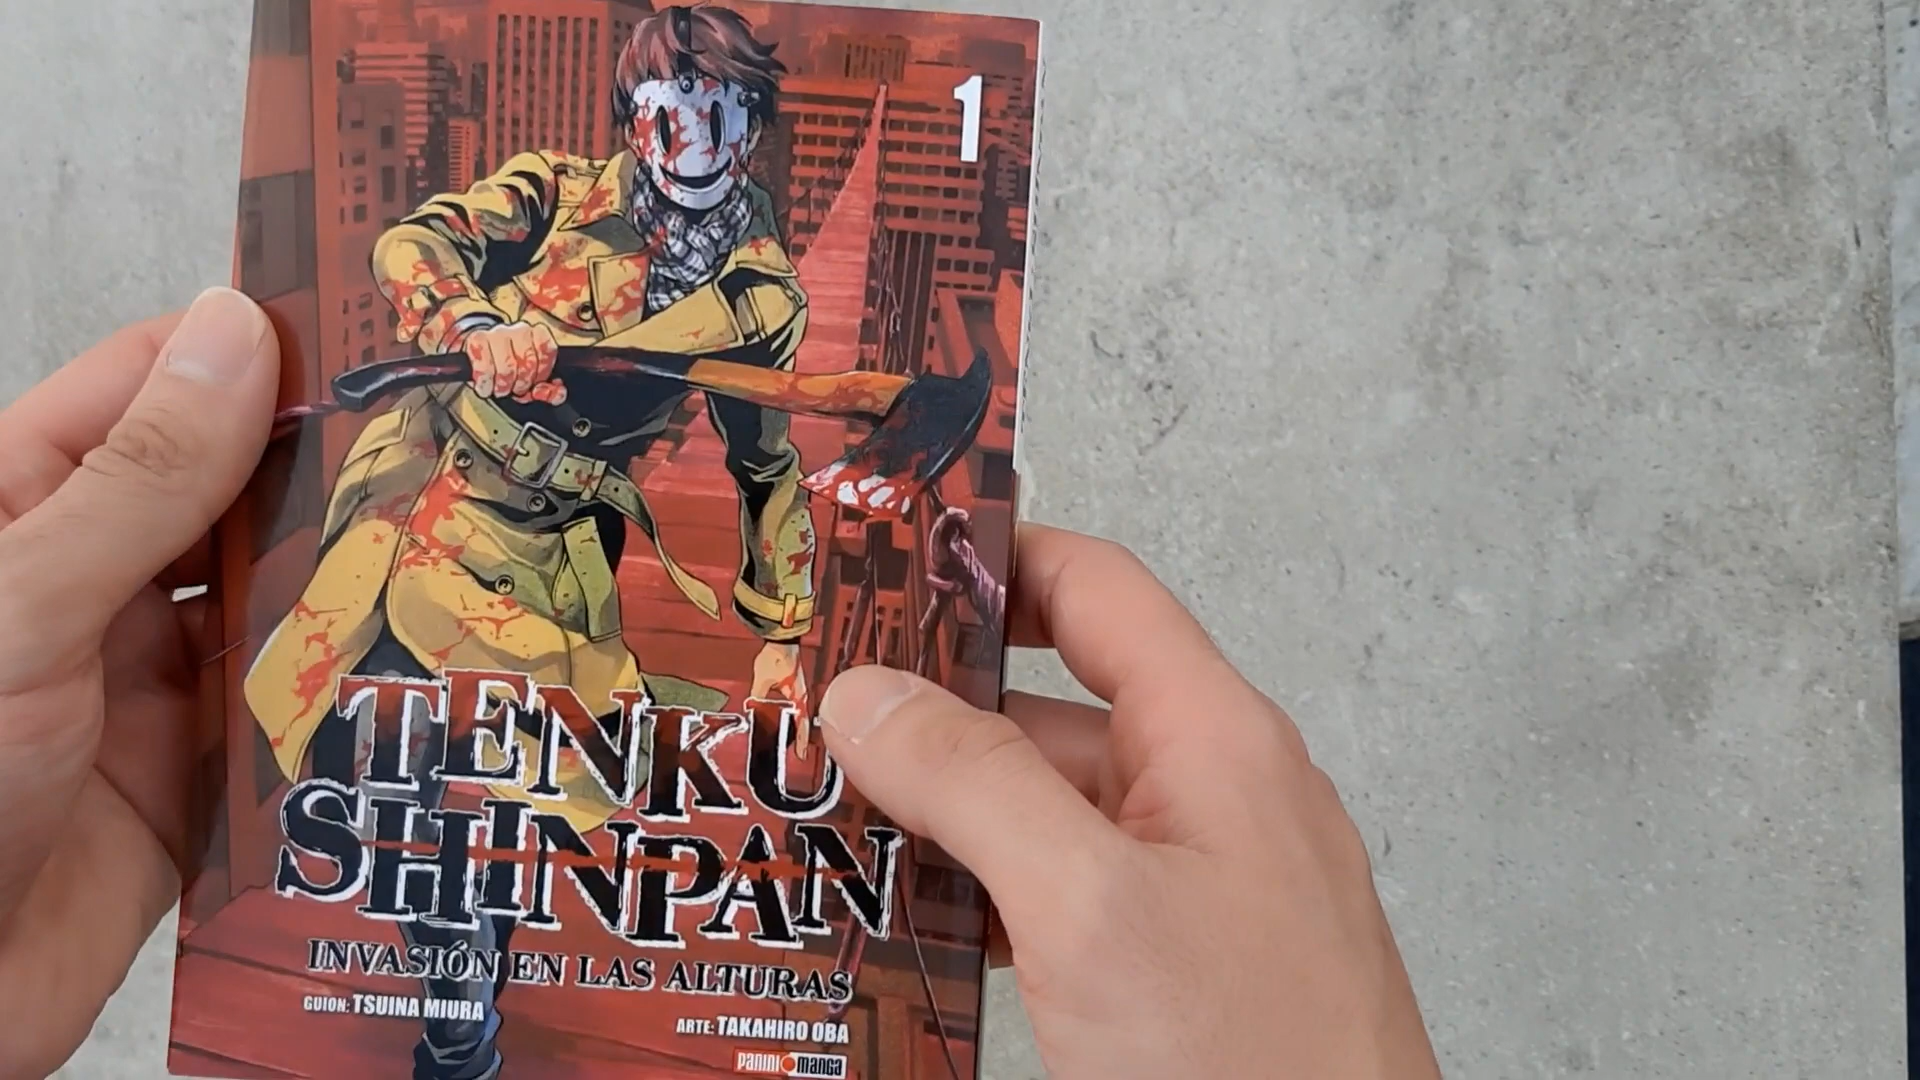 1
TENKU
SHINPAN
INVASIÓN EN LAS ALTURAS
GUION: TSUINA MIURA
ARTE: TAKAHIRO OBA
PANINI MANGA